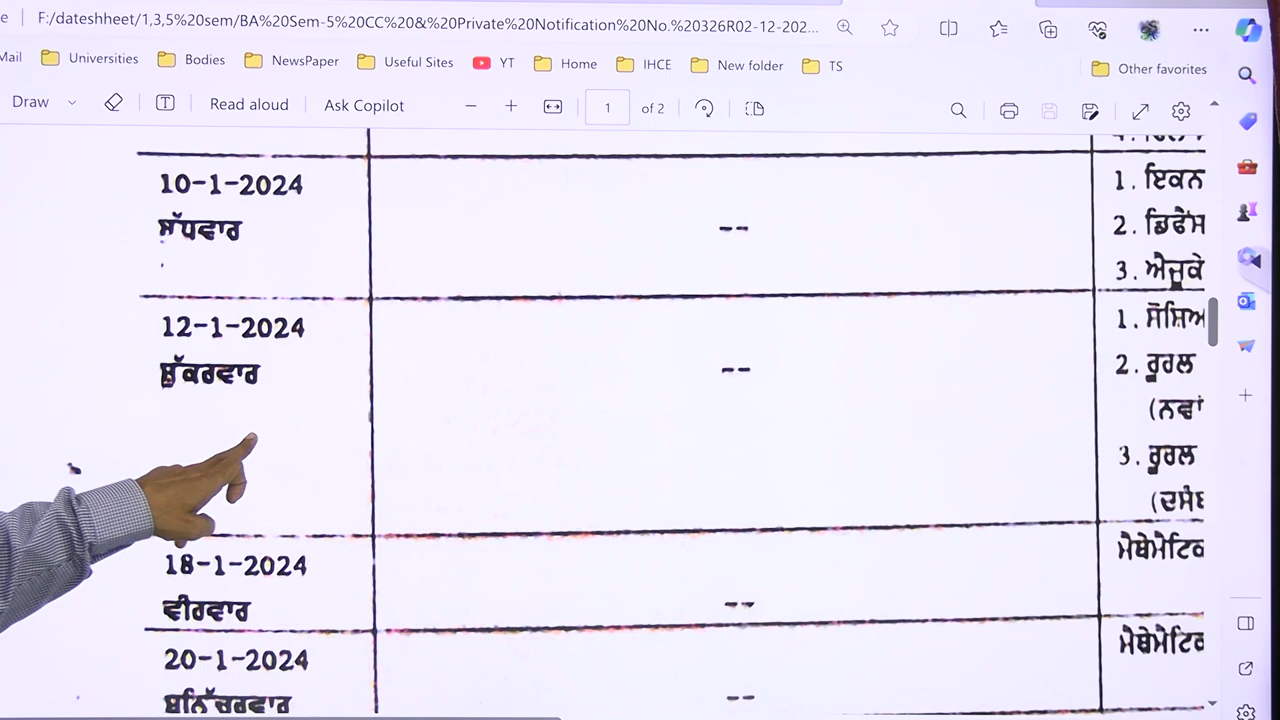 e | F:/dateshheet/1,3,5%20sem/BA%20Sem-5%20CC%20&%20Private%20Notification%20No.%20326R02-12-202...
Mail Universities Bodies NewsPaper Useful Sites YT Home IHCE New folder TS Other favorites
Draw Read aloud Ask Copilot 1 of 2
10-1-2024
ਬੁੱਧਵਾਰ
--
1. ਇਕਨ
2. ਡਿਫੈਂਸ
3. ਐਜੂਕੇ
12-1-2024
ਸ਼ੁੱਕਰਵਾਰ
--
1. ਸੋਸ਼ਿਅ
2. ਰੂਰਲ
(ਨਵਾਂ
3. ਰੂਰਲ
(ਦਸੰਬ
18-1-2024
ਵੀਰਵਾਰ
--
ਮੈਥੇਮੈਟਿਕ
20-1-2024
ਸ਼ਨਿੱਚਰਵਾਰ
--
ਮੈਥੇਮੈਟਿਕ